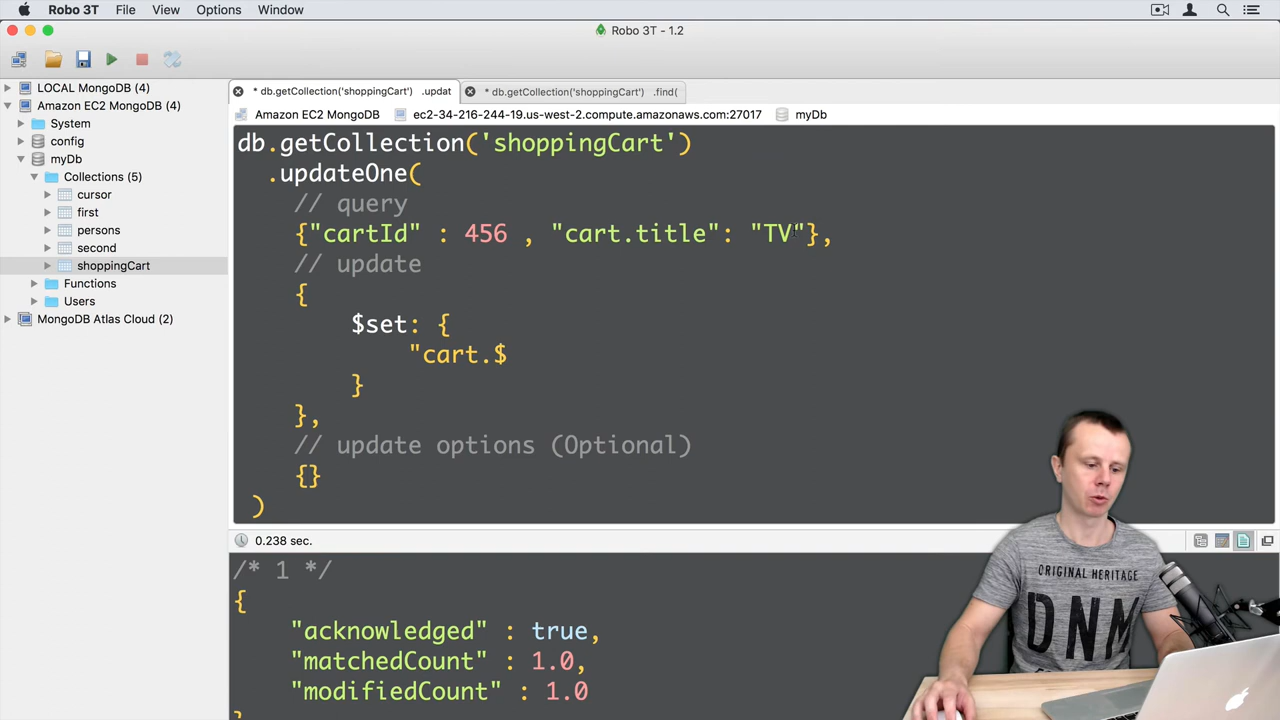 Robo 3T File View Options Window
Robo 3T - 1.2
LOCAL MongoDB (4)
Amazon EC2 MongoDB (4)
System
config
myDb
Collections (5)
cursor
first
persons
second
shoppingCart
Functions
Users
MongoDB Atlas Cloud (2)
* db.getCollection('shoppingCart') .updat
* db.getCollection('shoppingCart') .find(
Amazon EC2 MongoDB ec2-34-216-244-19.us-west-2.compute.amazonaws.com:27017 myDb
db.getCollection('shoppingCart')
.updateOne(
// query
{"cartId" : 456 , "cart.title": "TV"},
// update
{
$set: {
"cart.$
}
},
// update options (Optional)
{}
)
0.238 sec.
/* 1 */
{
"acknowledged" : true,
"matchedCount" : 1.0,
"modifiedCount" : 1.0
}
ORIGINAL HERITAGE
DNM